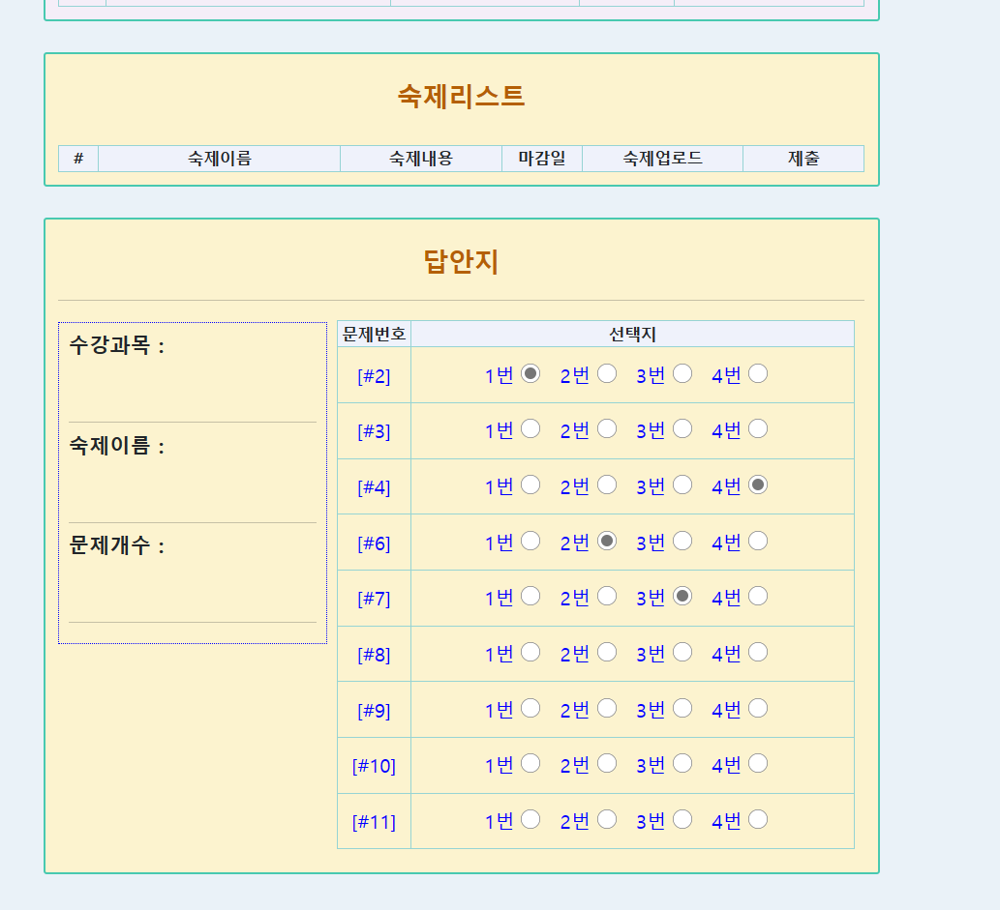 숙제리스트
# 숙제이름 숙제내용 마감일 숙제업로드 제출
답안지
수강과목 :
숙제이름 :
문제개수 :
문제번호 선택지
[#2] 1번 2번 3번 4번
[#3] 1번 2번 3번 4번
[#4] 1번 2번 3번 4번
[#6] 1번 2번 3번 4번
[#7] 1번 2번 3번 4번
[#8] 1번 2번 3번 4번
[#9] 1번 2번 3번 4번
[#10] 1번 2번 3번 4번
[#11] 1번 2번 3번 4번